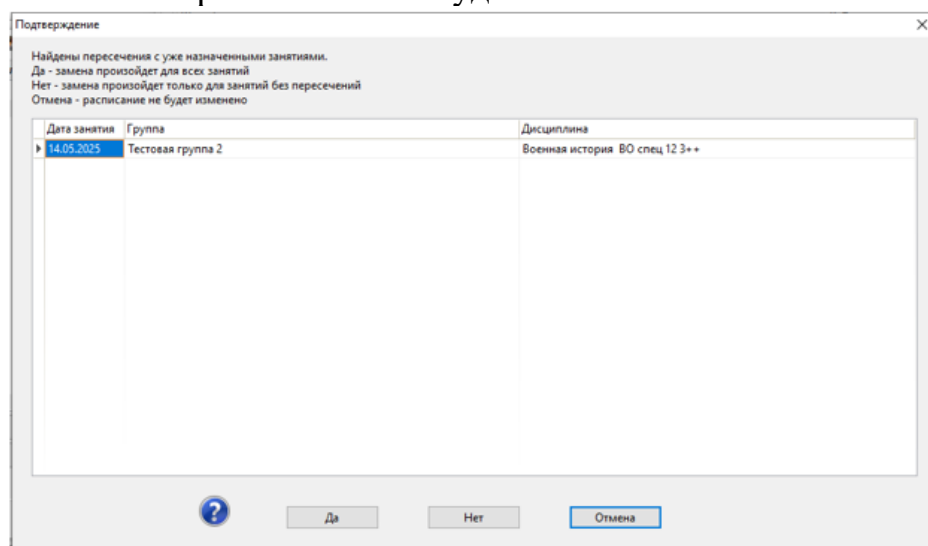 уд
Подтверждение
Найдены пересечения с уже назначенными занятиями.
Да - замена произойдет для всех занятий
Нет - замена произойдет только для занятий без пересечений
Отмена - расписание не будет изменено
Дата занятия Группа Дисциплина
14.05.2025 Тестовая группа 2 Военная история ВО спец 12 3++
Да Нет Отмена